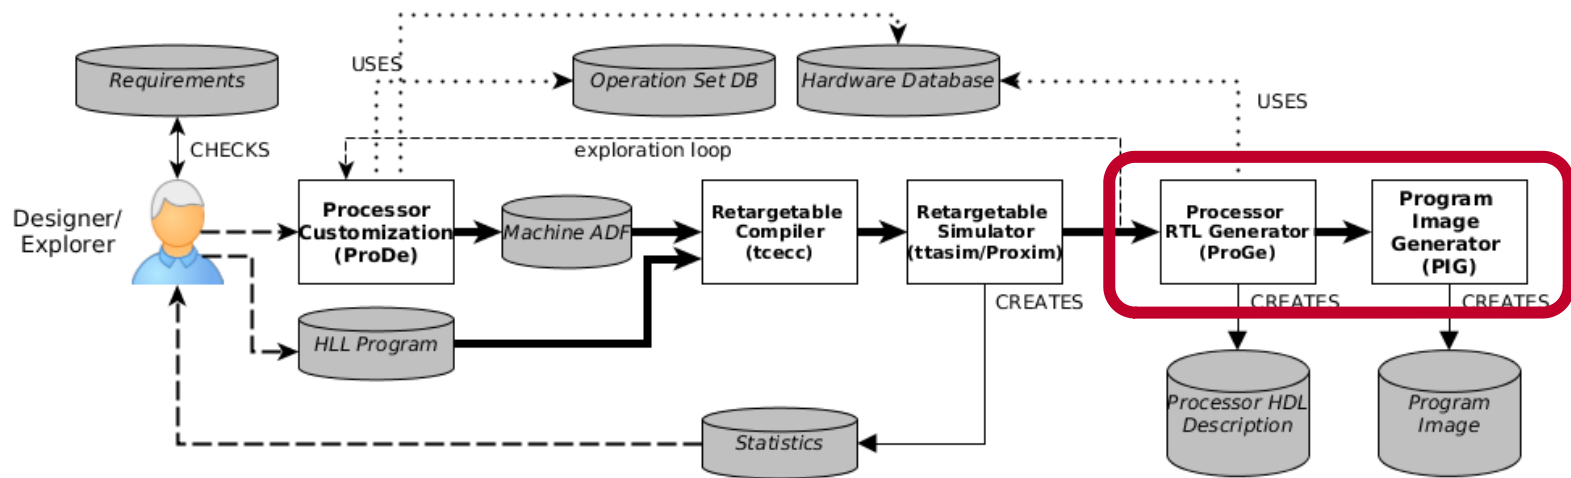 USES
Requirements
Operation Set DB
Hardware Database
USES
CHECKS
exploration loop
Designer/
Explorer
Processor
Customization
(ProDe)
Machine ADF
Retargetable
Compiler
(tcecc)
Retargetable
Simulator
(ttasim/Proxim)
Processor
RTL Generator
(ProGe)
Program
Image
Generator
(PIG)
CREATES
CREATES
CREATES
HLL Program
Processor HDL
Description
Program
Image
Statistics